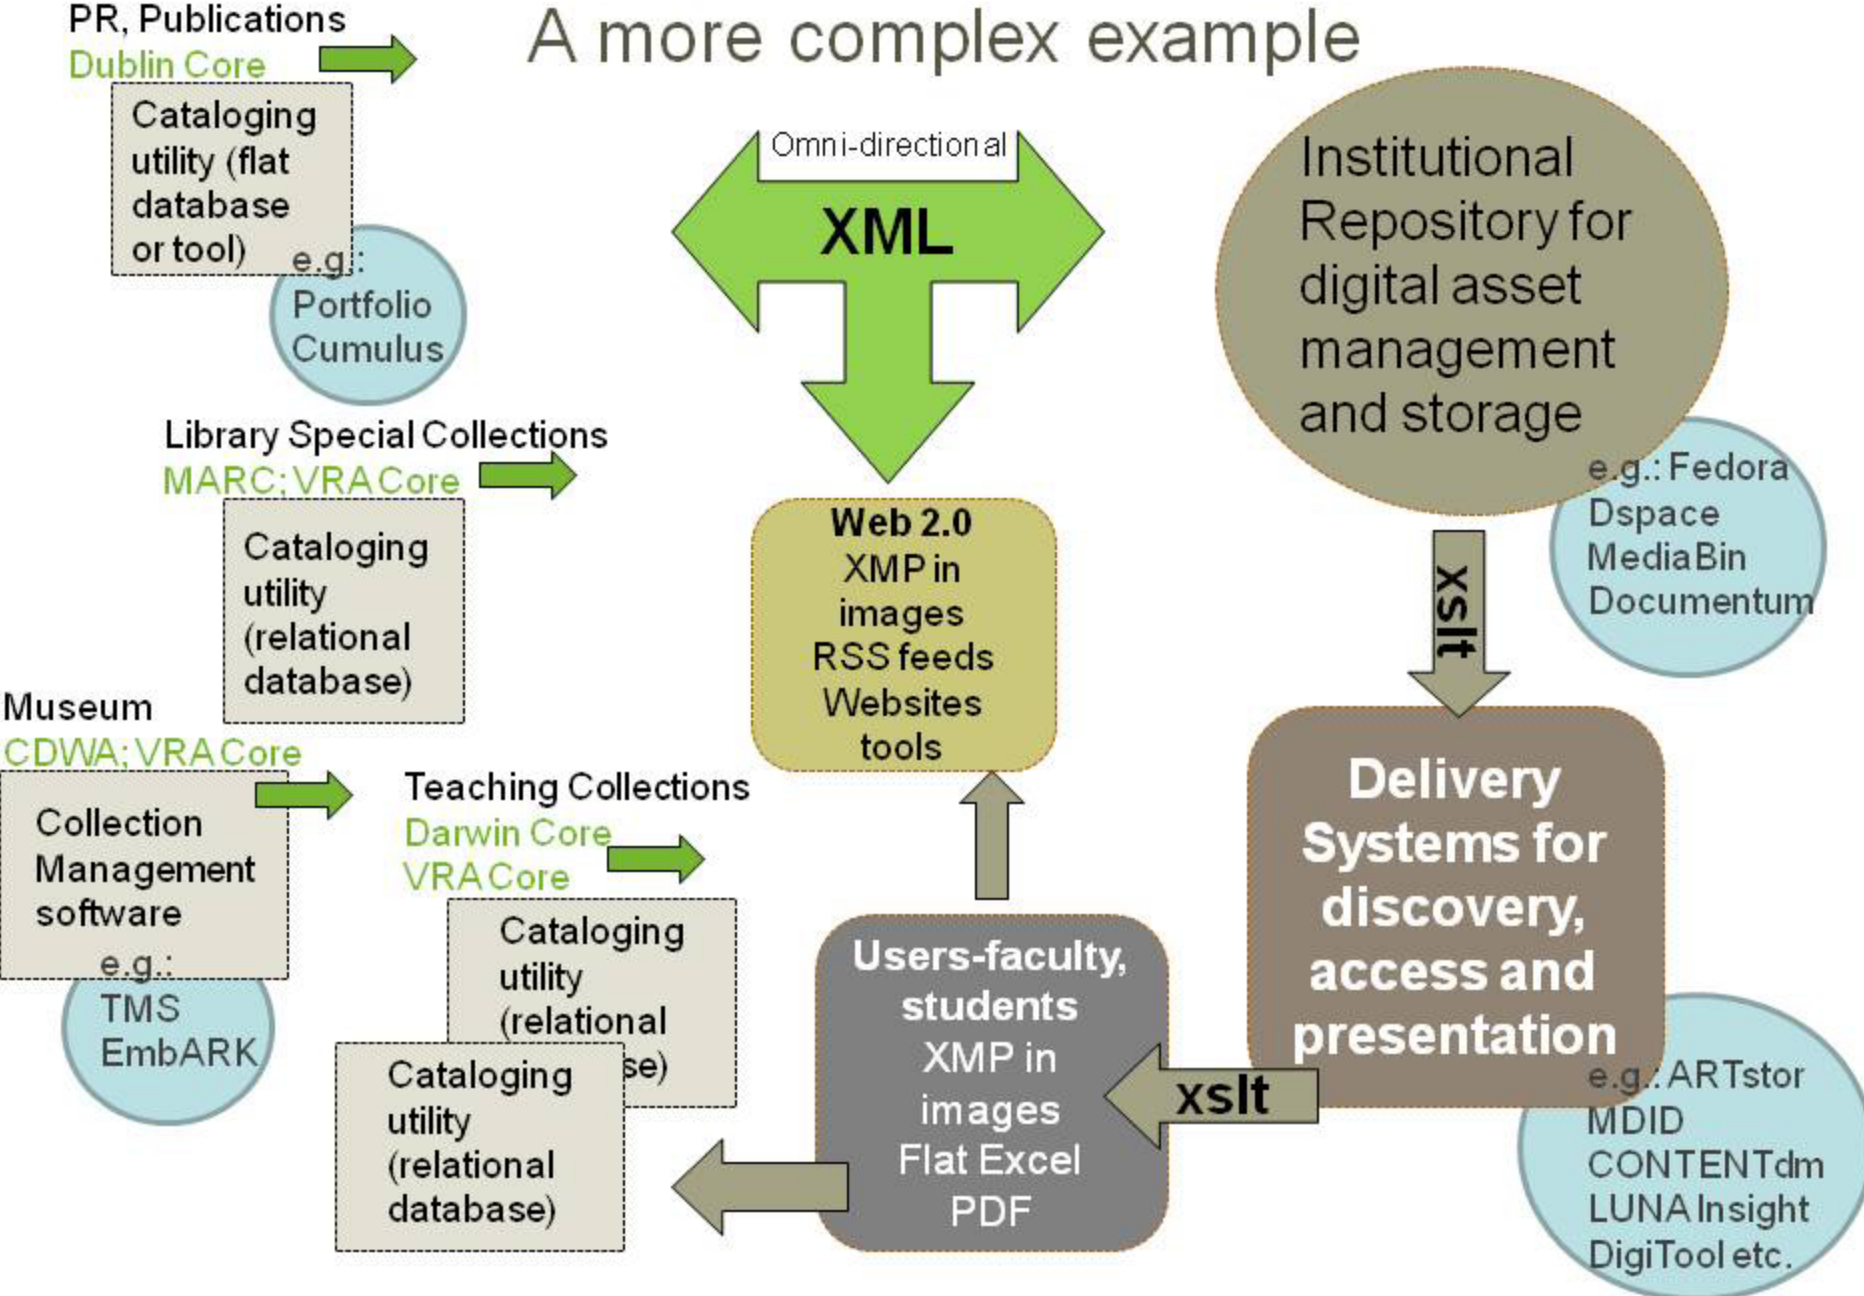 A more complex example
PR, Publications
Dublin Core
Cataloging
utility (flat
database
or tool)
e.g.:
Portfolio
Cumulus
Library Special Collections
MARC; VRA Core
Cataloging
utility
(relational
database)
Museum
CDWA; VRA Core
Collection
Management
software
e.g.:
TMS
EmbARK
Teaching Collections
Darwin Core
VRA Core
Cataloging
utility
(relational
se)
Cataloging
utility
(relational
database)
Omni-directional
XML
Web 2.0
XMP in
images
RSS feeds
Websites
tools
Users-faculty,
students
XMP in
images
Flat Excel
PDF
Institutional
Repository for
digital asset
management
and storage
e.g.: Fedora
Dspace
MediaBin
Documentum
xslt
Delivery
Systems for
discovery,
access and
presentation
e.g.: ARTstor
MDID
CONTENTdm
LUNA Insight
DigiTool etc.
xslt